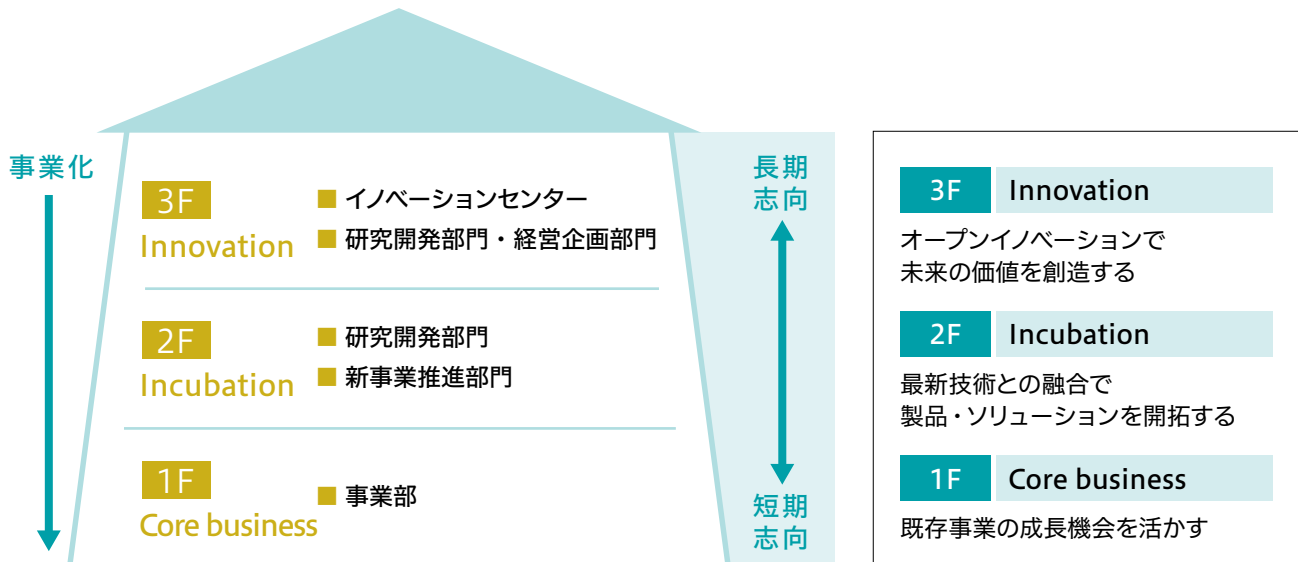 事業化
3F
Innovation
■ イノベーションセンター
■ 研究開発部門・経営企画部門
2F
Incubation
■ 研究開発部門
■ 新事業推進部門
1F
Core business
■ 事業部
長期
志向
短期
志向
3F Innovation
オープンイノベーションで
未来の価値を創造する
2F Incubation
最新技術との融合で
製品・ソリューションを開拓する
1F Core business
既存事業の成長機会を活かす